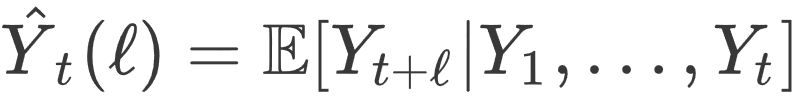 Ŷ_t(ℓ) = 𝔼[Y_{t+ℓ}|Y_1, . . . , Y_t]